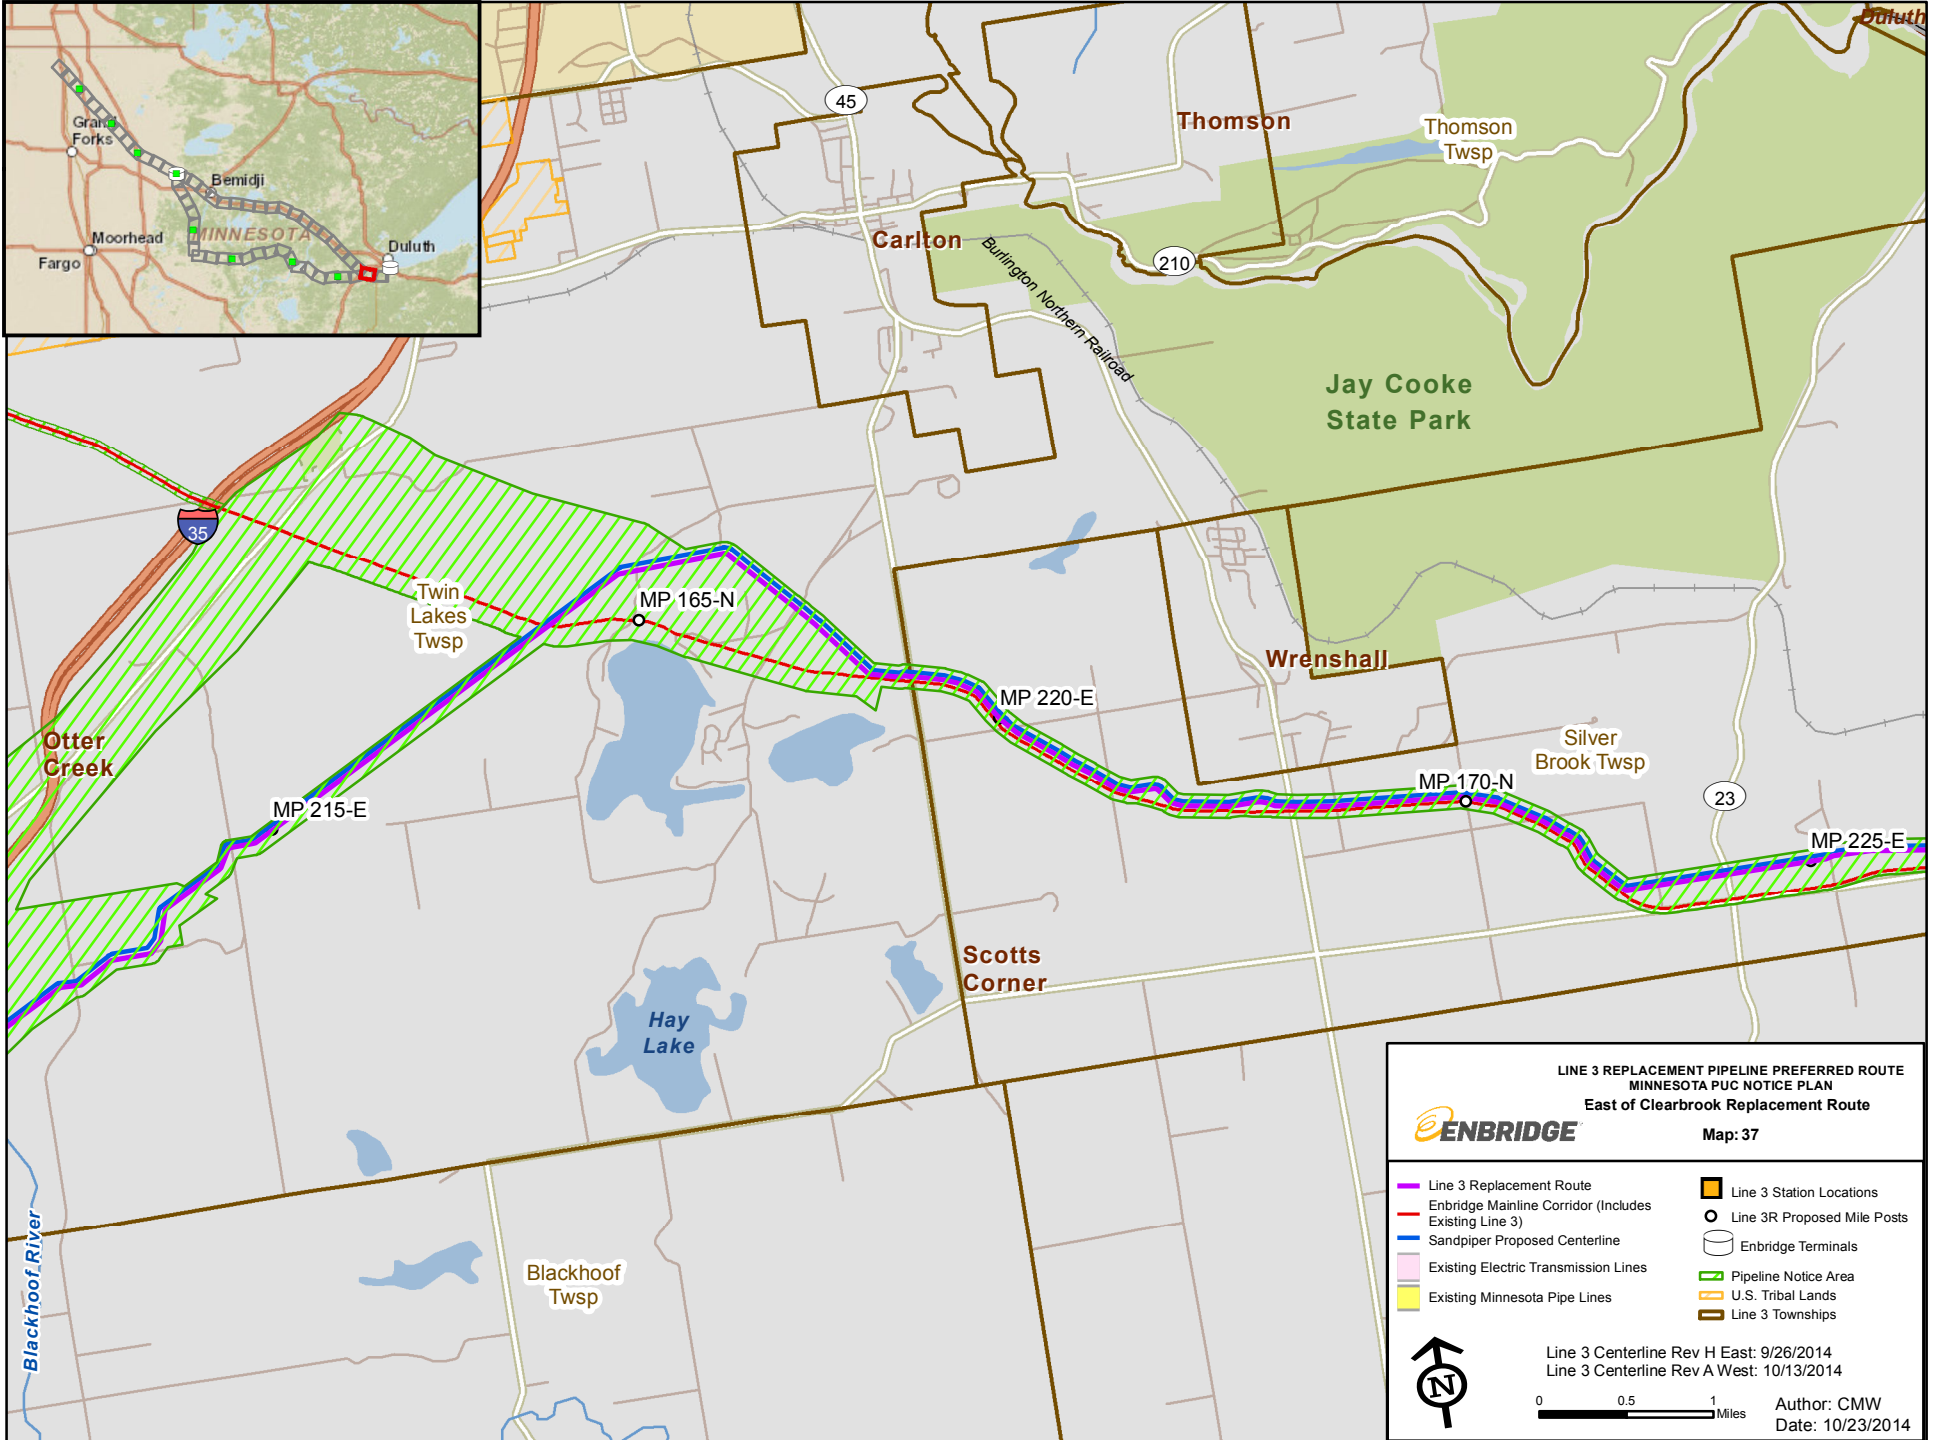 Grand
Forks
Bemidji
Moorhead
MINNESOTA
Fargo
Duluth
Duluth
45
Thomson
Thomson
Twsp
Carlton
Burlington Northern Railroad
210
Jay Cooke
State Park
35
Twin
Lakes
Twsp
MP 165-N
Wrenshall
MP 220-E
Otter
Creek
Silver
Brook Twsp
MP 215-E
MP 170-N
23
MP 225-E
Scotts
Corner
Hay
Lake
Blackhoof River
Blackhoof
Twsp
LINE 3 REPLACEMENT PIPELINE PREFERRED ROUTE
MINNESOTA PUC NOTICE PLAN
East of Clearbrook Replacement Route
ENBRIDGE
Map: 37
Line 3 Replacement Route
Enbridge Mainline Corridor (Includes
Existing Line 3)
Sandpiper Proposed Centerline
Existing Electric Transmission Lines
Existing Minnesota Pipe Lines
Line 3 Station Locations
Line 3R Proposed Mile Posts
Enbridge Terminals
Pipeline Notice Area
U.S. Tribal Lands
Line 3 Townships
N
Line 3 Centerline Rev H East: 9/26/2014
Line 3 Centerline Rev A West: 10/13/2014
0 0.5 1
Miles
Author: CMW
Date: 10/23/2014